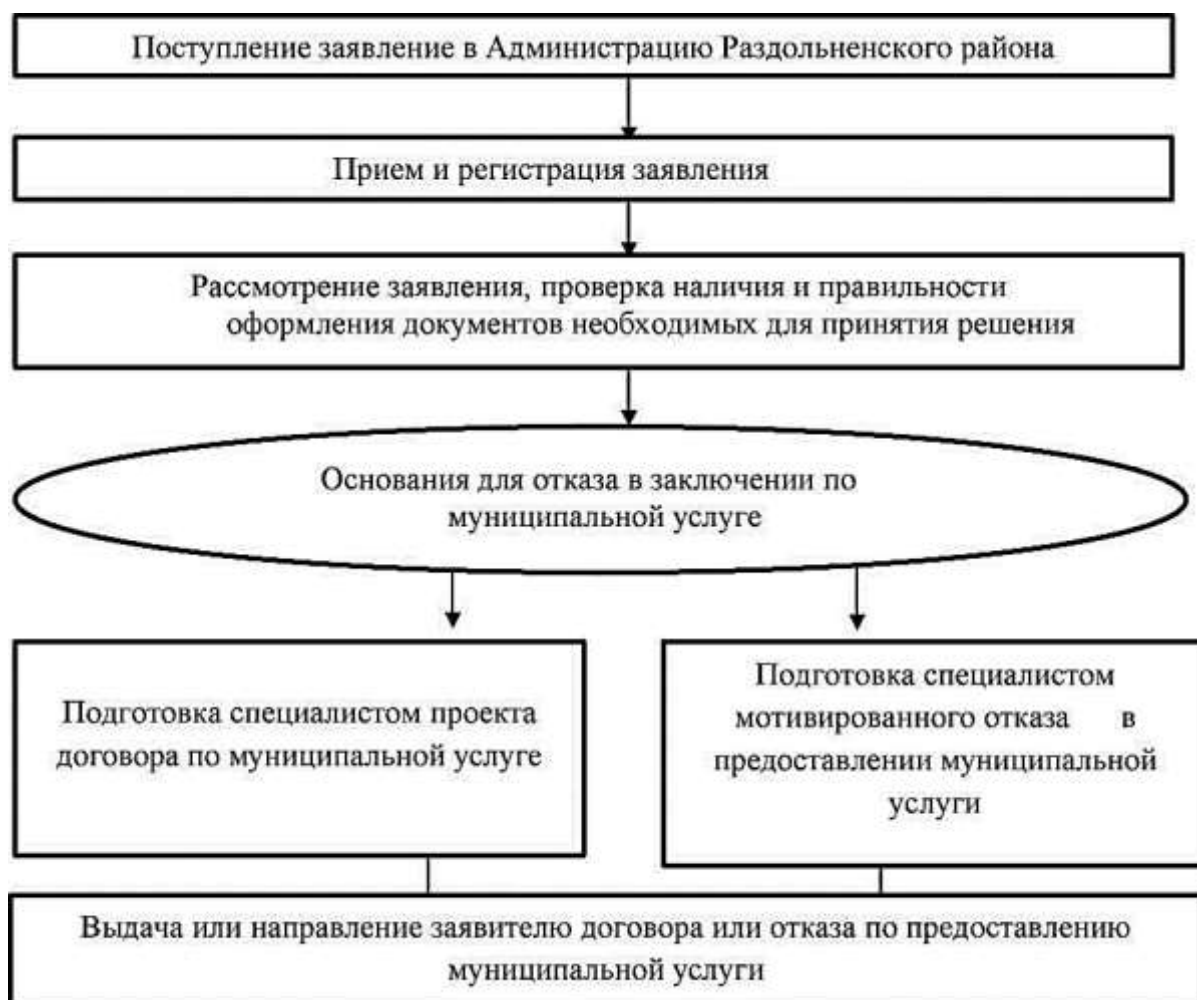 Поступление заявление в Администрацию Раздольненского района
Прием и регистрация заявления
Рассмотрение заявления, проверка наличия и правильности
оформления документов необходимых для принятия решения
Основания для отказа в заключении по
муниципальной услуге
Подготовка специалистом проекта
договора по муниципальной услуге
Подготовка специалистом
мотивированного отказа в
предоставлении муниципальной
услуги
Выдача или направление заявителю договора или отказа по предоставлению
муниципальной услуги